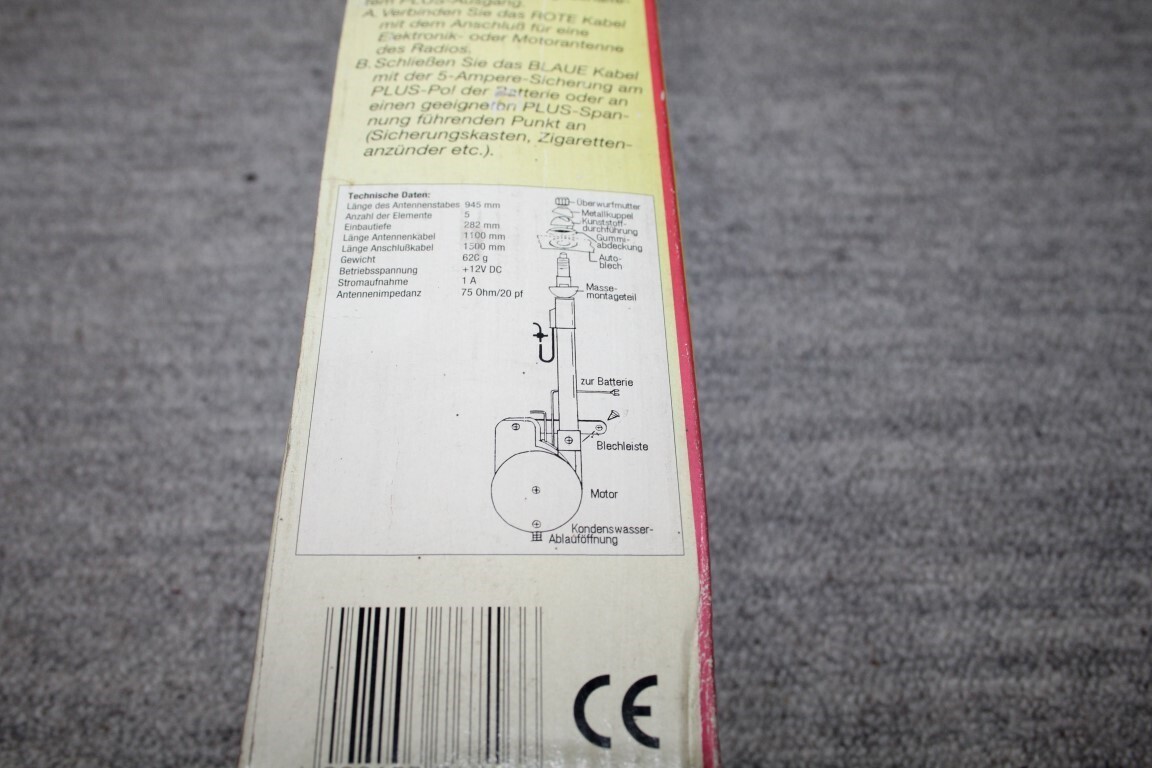 tem PLUS-Ausgang.
A. Verbinden Sie das ROTE Kabel
mit dem Anschluß für eine
Elektronik- oder Motorantenne
des Radios.
B. Schließen Sie das BLAUE Kabel
mit der 5-Ampere-Sicherung am
PLUS-Pol der Batterie oder an
einen geeigneten PLUS-Span-
nung führenden Punkt an
(Sicherungskasten, Zigaretten-
anzünder etc.).
Technische Daten:
Länge des Antennenstabes 945 mm
Anzahl der Elemente 5
Einbautiefe 282 mm
Länge Antennenkabel 1100 mm
Länge Anschlußkabel 1500 mm
Gewicht 620 g
Betriebsspannung +12V DC
Stromaufnahme 1 A
Antennenimpedanz 75 Ohm/20 pf
Überwurfmutter
Metallkuppel
Kunststoff-
durchführung
Gummi-
abdeckung
Auto-
blech
Masse-
montageteil
zur Batterie
Blechleiste
Motor
Kondenswasser-
Ablauföffnung
CE